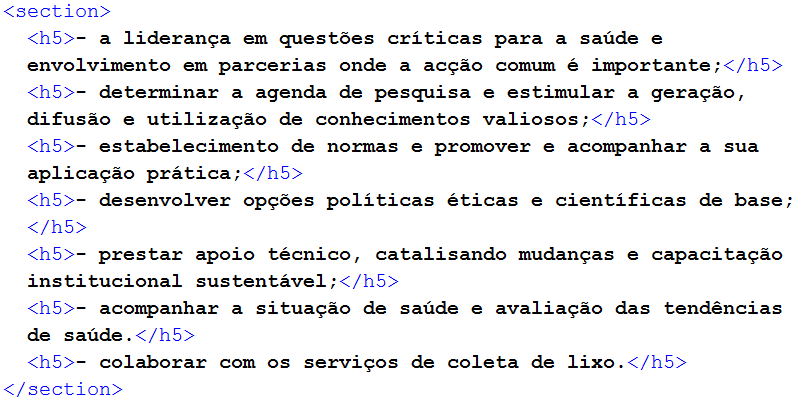 <section>
<h5>- a liderança em questões críticas para a saúde e
envolvimento em parcerias onde a acção comum é importante;</h5>
<h5>- determinar a agenda de pesquisa e estimular a geração,
difusão e utilização de conhecimentos valiosos;</h5>
<h5>- estabelecimento de normas e promover e acompanhar a sua
aplicação prática;</h5>
<h5>- desenvolver opções políticas éticas e científicas de base;
</h5>
<h5>- prestar apoio técnico, catalisando mudanças e capacitação
institucional sustentável;</h5>
<h5>- acompanhar a situação de saúde e avaliação das tendências
de saúde.</h5>
<h5>- colaborar com os serviços de coleta de lixo.</h5>
</section>